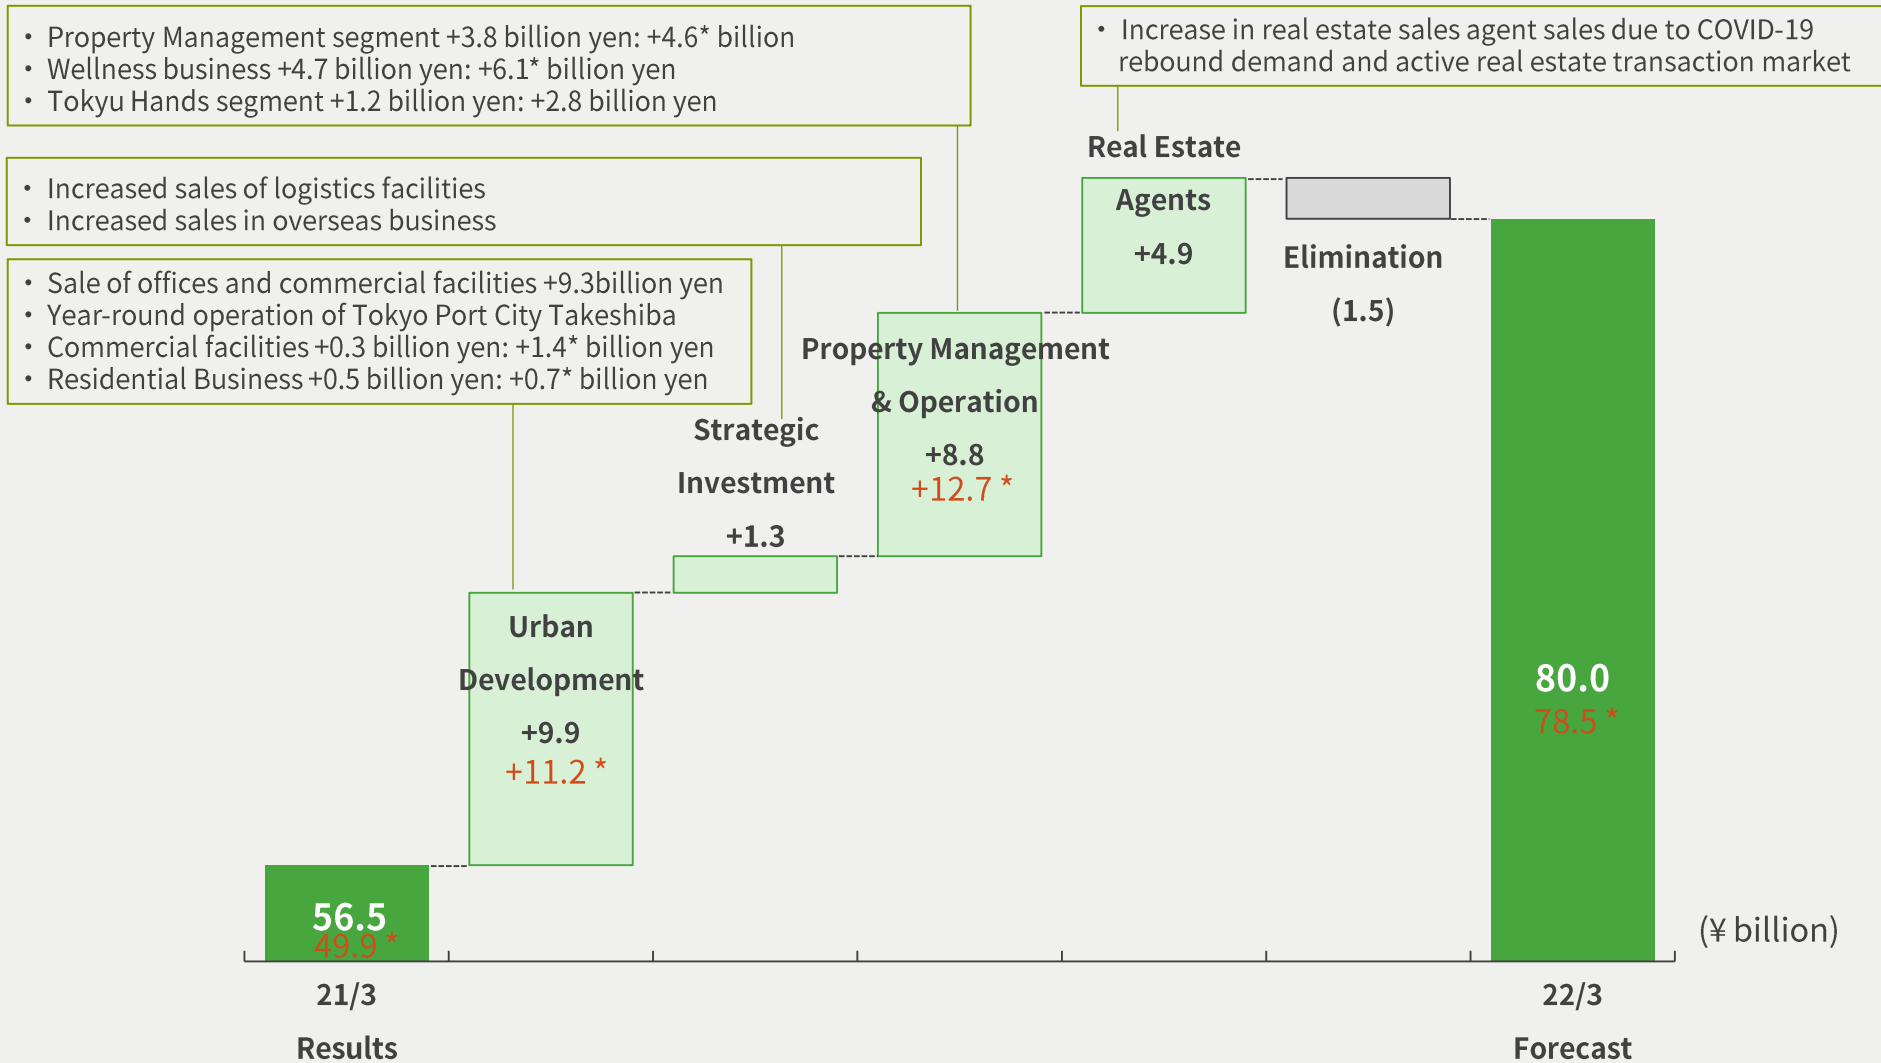 ・ Property Management segment +3.8 billion yen: +4.6* billion
・ Wellness business +4.7 billion yen: +6.1* billion yen
・ Tokyu Hands segment +1.2 billion yen: +2.8 billion yen
・ Increase in real estate sales agent sales due to COVID-19
rebound demand and active real estate transaction market
・ Increased sales of logistics facilities
・ Increased sales in overseas business
・ Sale of offices and commercial facilities +9.3billion yen
・ Year-round operation of Tokyo Port City Takeshiba
・ Commercial facilities +0.3 billion yen: +1.4* billion yen
・ Residential Business +0.5 billion yen: +0.7* billion yen
56.5
49.9 *
Urban
Development
+9.9
+11.2 *
Strategic
Investment
+1.3
Property Management
& Operation
+8.8
+12.7 *
Real Estate
Agents
+4.9
Elimination
(1.5)
80.0
78.5 *
(¥ billion)
21/3
Results
22/3
Forecast